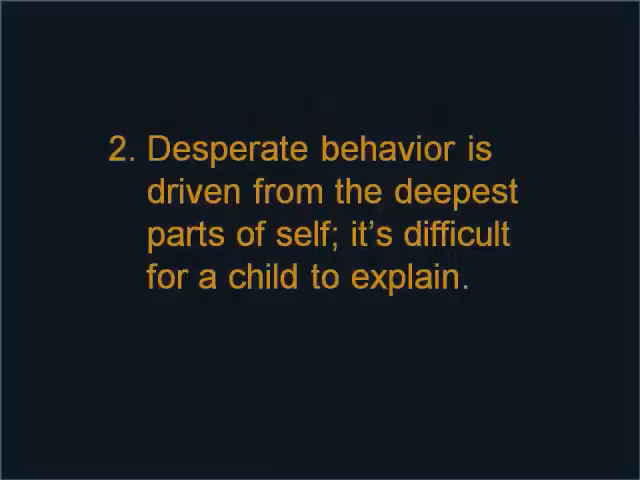 2. Desperate behavior is
driven from the deepest
parts of self; it’s difficult
for a child to explain.